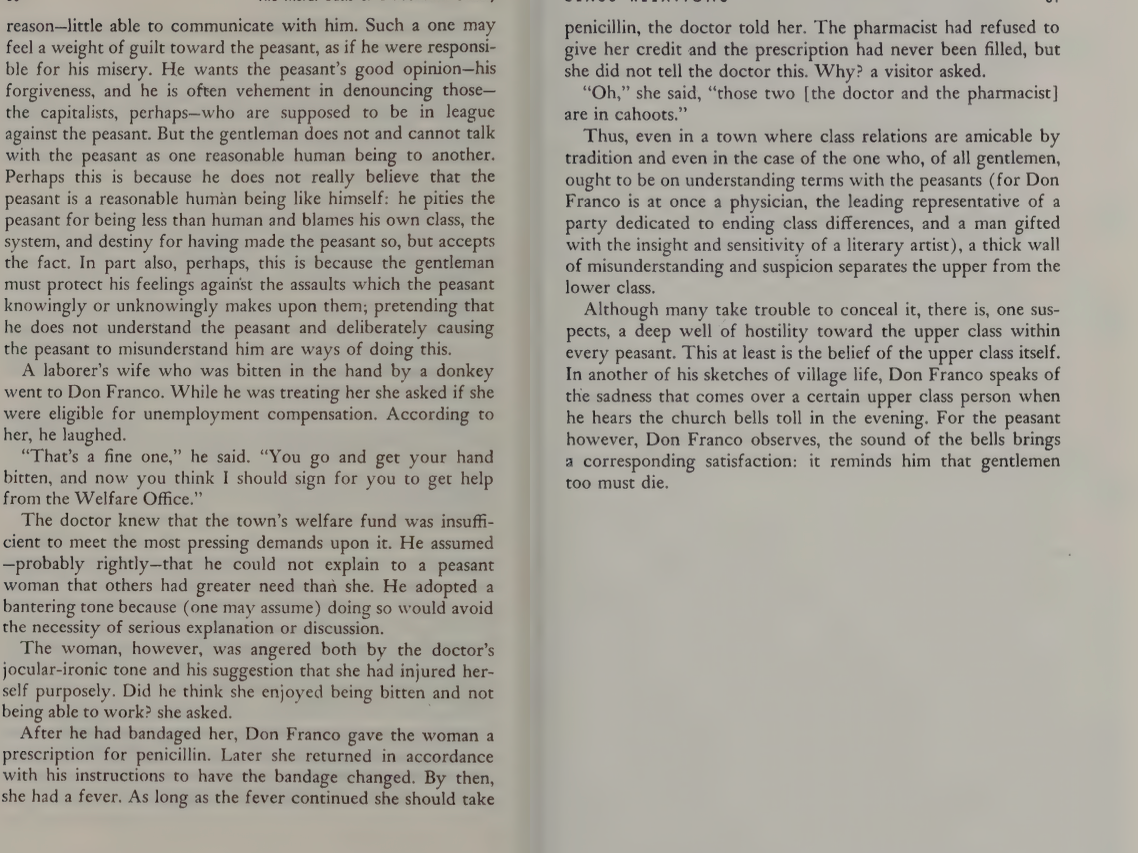 reason—little able to communicate with him. Such a one may
feel a weight of guilt toward the peasant, as if he were responsi-
ble for his misery. He wants the peasant's good opinion—his
forgiveness, and he is often vehement in denouncing those—
the capitalists, perhaps—who are supposed to be in league
against the peasant. But the gentleman does not and cannot talk
with the peasant as one reasonable human being to another.
Perhaps this is because he does not really believe that the
peasant is a reasonable human being like himself: he pities the
peasant for being less than human and blames his own class, the
system, and destiny for having made the peasant so, but accepts
the fact. In part also, perhaps, this is because the gentleman
must protect his feelings against the assaults which the peasant
knowingly or unknowingly makes upon them; pretending that
he does not understand the peasant and deliberately causing
the peasant to misunderstand him are ways of doing this.
A laborer's wife who was bitten in the hand by a donkey
went to Don Franco. While he was treating her she asked if she
were eligible for unemployment compensation. According to
her, he laughed.
"That's a fine one," he said. "You go and get your hand
bitten, and now you think I should sign for you to get help
from the Welfare Office."
The doctor knew that the town's welfare fund was insuffi-
cient to meet the most pressing demands upon it. He assumed
—probably rightly—that he could not explain to a peasant
woman that others had greater need than she. He adopted a
bantering tone because (one may assume) doing so would avoid
the necessity of serious explanation or discussion.
The woman, however, was angered both by the doctor's
jocular-ironic tone and his suggestion that she had injured her-
self purposely. Did he think she enjoyed being bitten and not
being able to work? she asked.
After he had bandaged her, Don Franco gave the woman a
prescription for penicillin. Later she returned in accordance
with his instructions to have the bandage changed. By then,
she had a fever. As long as the fever continued she should take
penicillin, the doctor told her. The pharmacist had refused to
give her credit and the prescription had never been filled, but
she did not tell the doctor this. Why? a visitor asked.
"Oh," she said, "those two [the doctor and the pharmacist]
are in cahoots."
Thus, even in a town where class relations are amicable by
tradition and even in the case of the one who, of all gentlemen,
ought to be on understanding terms with the peasants (for Don
Franco is at once a physician, the leading representative of a
party dedicated to ending class differences, and a man gifted
with the insight and sensitivity of a literary artist), a thick wall
of misunderstanding and suspicion separates the upper from the
lower class.
Although many take trouble to conceal it, there is, one sus-
pects, a deep well of hostility toward the upper class within
every peasant. This at least is the belief of the upper class itself.
In another of his sketches of village life, Don Franco speaks of
the sadness that comes over a certain upper class person when
he hears the church bells toll in the evening. For the peasant
however, Don Franco observes, the sound of the bells brings
a corresponding satisfaction: it reminds him that gentlemen
too must die.